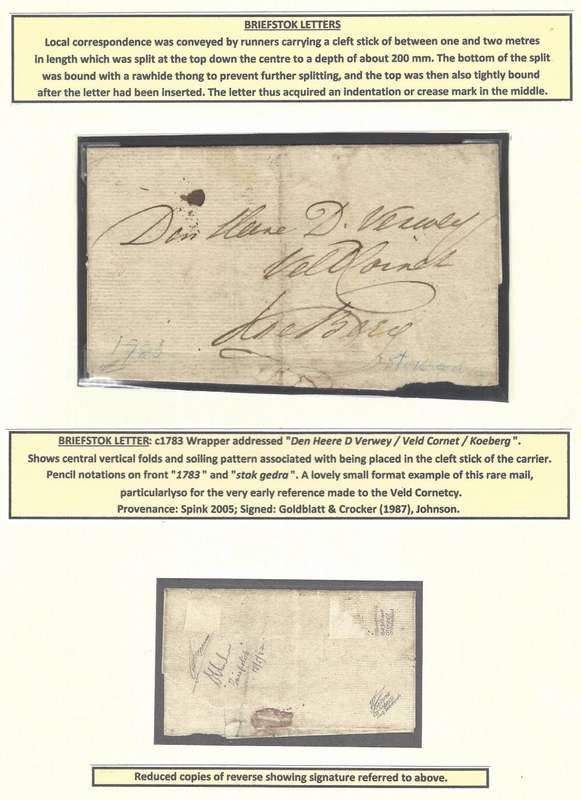 BRIEFSTOK LETTERS
Local correspondence was conveyed by runners carrying a cleft stick of between one and two metres
in length which was split at the top down the centre to a depth of about 200 mm. The bottom of the split
was bound with a rawhide thong to prevent further splitting, and the top was then also tightly bound
after the letter had been inserted. The letter thus acquired an indentation or crease mark in the middle.
Den Heere D. Verwey
Veld Cornet
Koeberg
1783
BRIEFSTOK LETTER: c1783 Wrapper addressed "Den Heere D Verwey / Veld Cornet / Koeberg".
Shows central vertical folds and soiling pattern associated with being placed in the cleft stick of the carrier.
Pencil notations on front "1783" and "stok gedra". A lovely small format example of this rare mail,
particularlyso for the very early reference made to the Veld Cornetcy.
Provenance: Spink 2005; Signed: Goldblatt & Crocker (1987), Johnson.
Reduced copies of reverse showing signature referred to above.